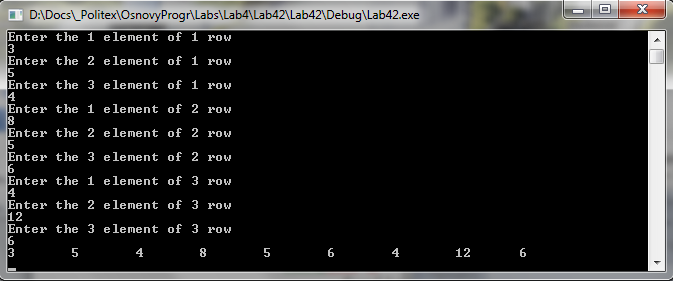 D:\Docs\_Politex\OsnovyProgr\Labs\Lab4\Lab42\Lab42\Debug\Lab42.exe
Enter the 1 element of 1 row
3
Enter the 2 element of 1 row
5
Enter the 3 element of 1 row
4
Enter the 1 element of 2 row
8
Enter the 2 element of 2 row
5
Enter the 3 element of 2 row
6
Enter the 1 element of 3 row
4
Enter the 2 element of 3 row
12
Enter the 3 element of 3 row
6
3 5 4 8 5 6 4 12 6